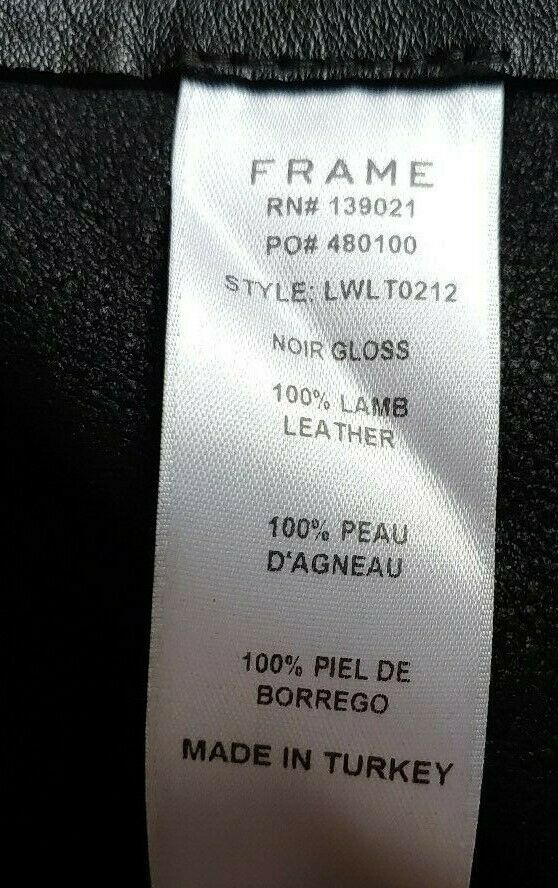 FRAME
RN# 139021
PO# 480100
STYLE: LWLT0212
NOIR GLOSS
100% LAMB
LEATHER
100% PEAU
D'AGNEAU
100% PIEL DE
BORREGO
MADE IN TURKEY